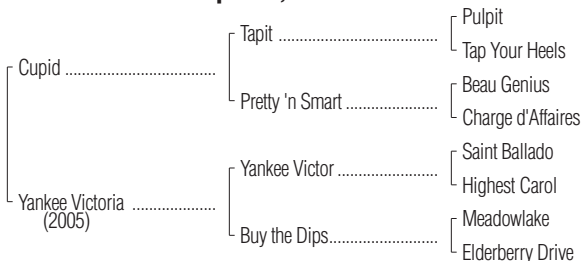 Pulpit
Tapit ........................................
Tap Your Heels
Cupid .....................................
Beau Genius
Pretty 'n Smart .......................
Charge d'Affaires
Saint Ballado
Yankee Victor .........................
Highest Carol
Yankee Victoria .....................
(2005)
Meadowlake
Buy the Dips...........................
Elderberry Drive